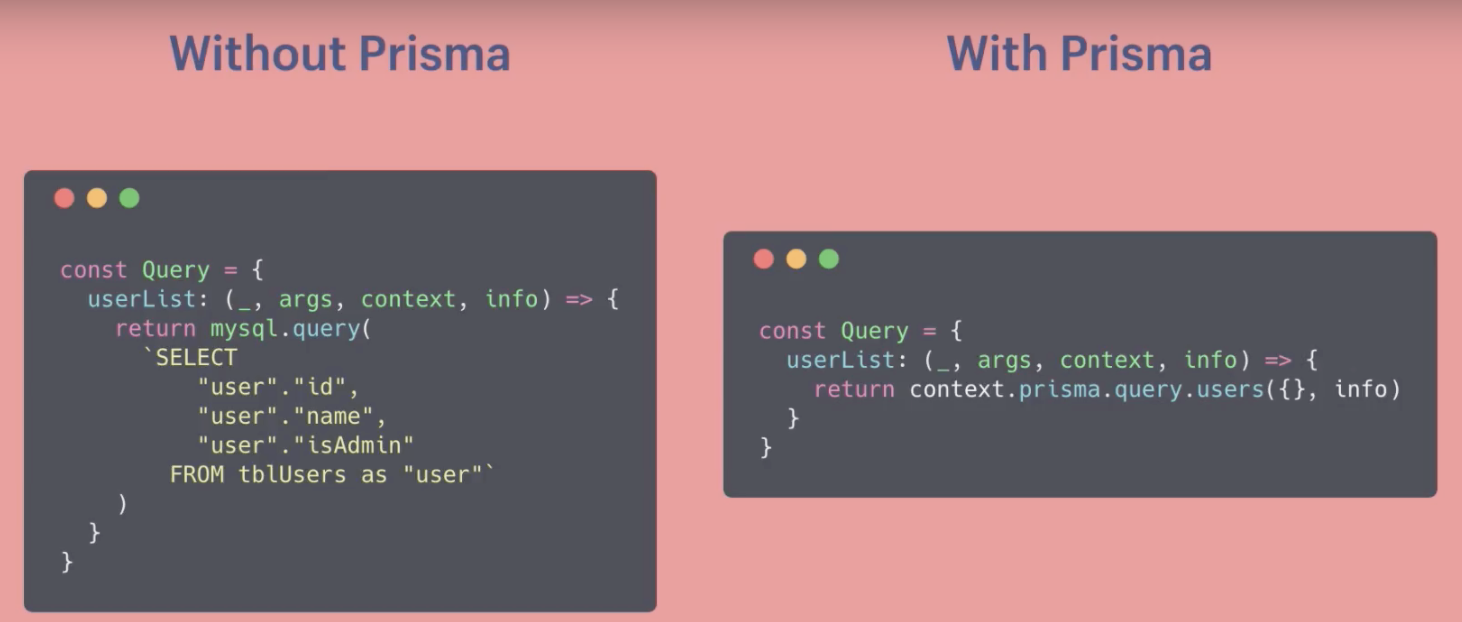 Without Prisma
const Query = {
  userList: (_, args, context, info) => {
    return mysql.query(
      `SELECT
          "user"."id",
          "user"."name",
          "user"."isAdmin"
        FROM tblUsers as "user"`
    )
  }
}
With Prisma
const Query = {
  userList: (_, args, context, info) => {
    return context.prisma.query.users({}, info)
  }
}